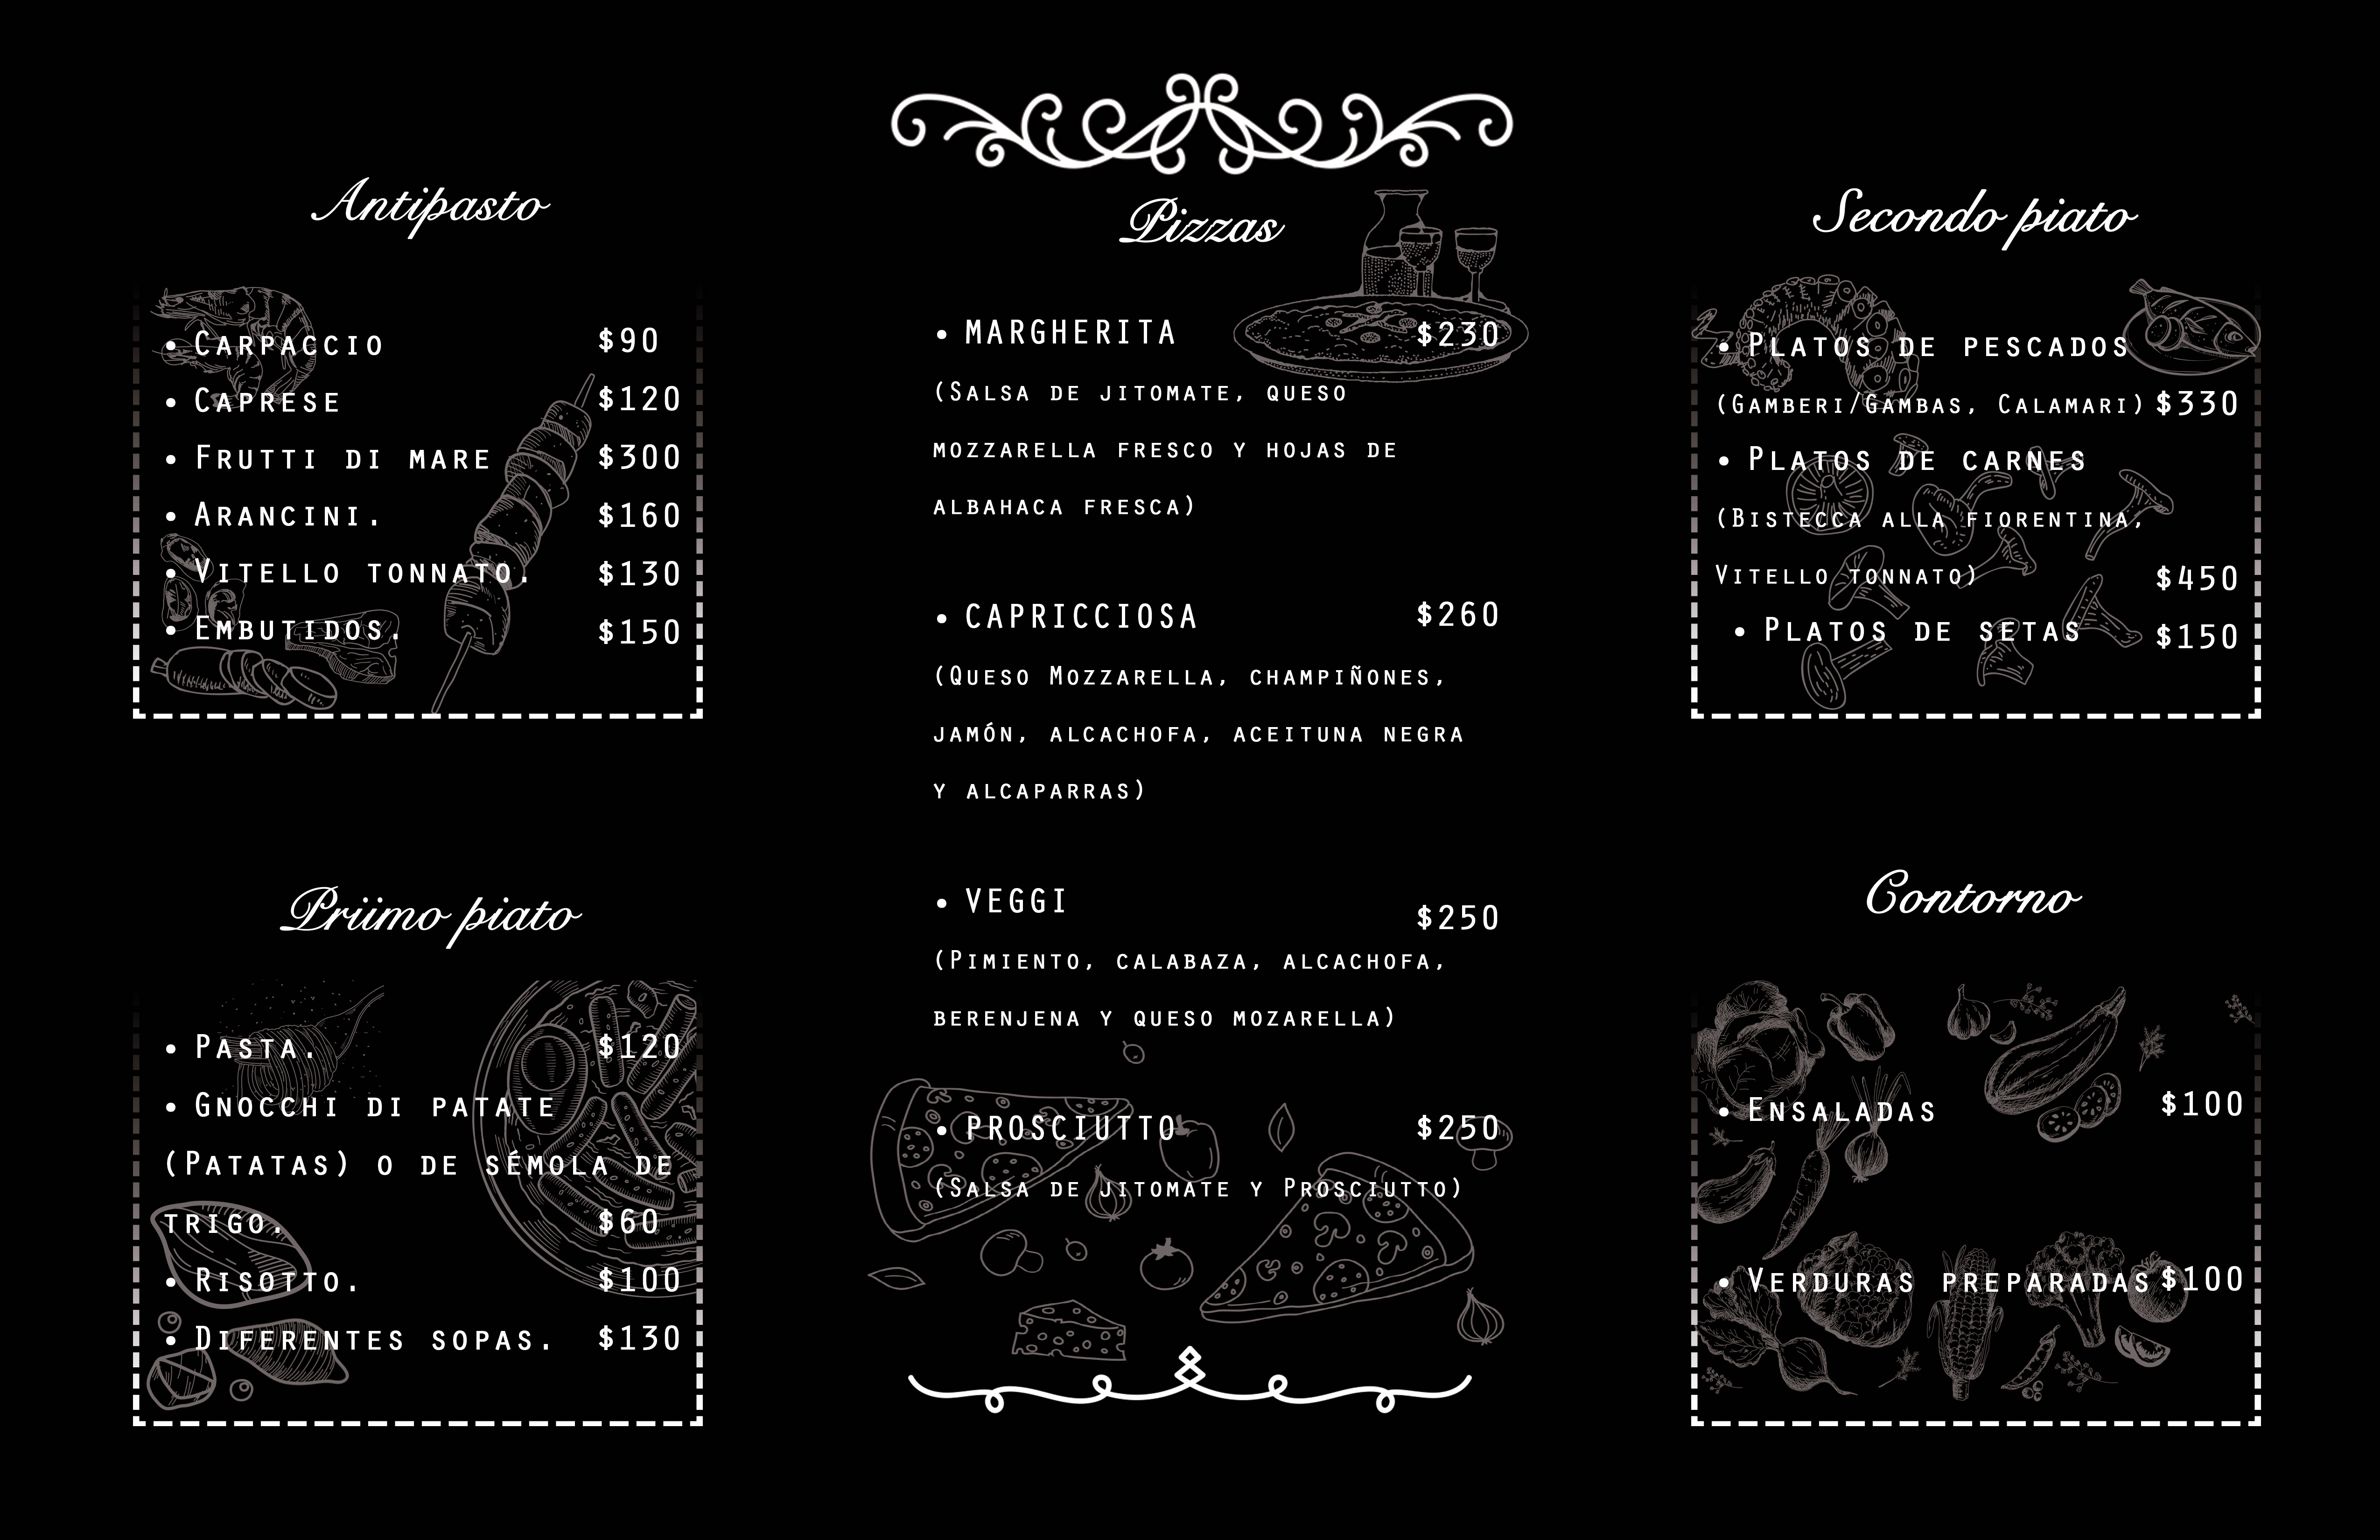 Antipasto
• Carpaccio $90
• Caprese $120
• Frutti di mare $300
• Arancini. $160
• Vitello tonnato. $130
• Embutidos. $150
Priimo piato
• Pasta. $120
• Gnocchi di patate
(Patatas) o de sémola de
trigo. $60
• Risotto. $100
• Diferentes sopas. $130
Pizzas
• MARGHERITA $230
(Salsa de jitomate, queso
mozzarella fresco y hojas de
albahaca fresca)
• CAPRICCIOSA $260
(Queso Mozzarella, champiñones,
jamón, alcachofa, aceituna negra
y alcaparras)
• VEGGI $250
(Pimiento, calabaza, alcachofa,
berenjena y queso mozarella)
• PROSCIUTTO $250
(Salsa de jitomate y Prosciutto)
Secondo piato
• Platos de pescados
(Gamberi/Gambas, Calamari) $330
• Platos de carnes
(Bistecca alla fiorentina,
Vitello tonnato) $450
• Platos de setas $150
Contorno
• Ensaladas $100
• Verduras preparadas $100